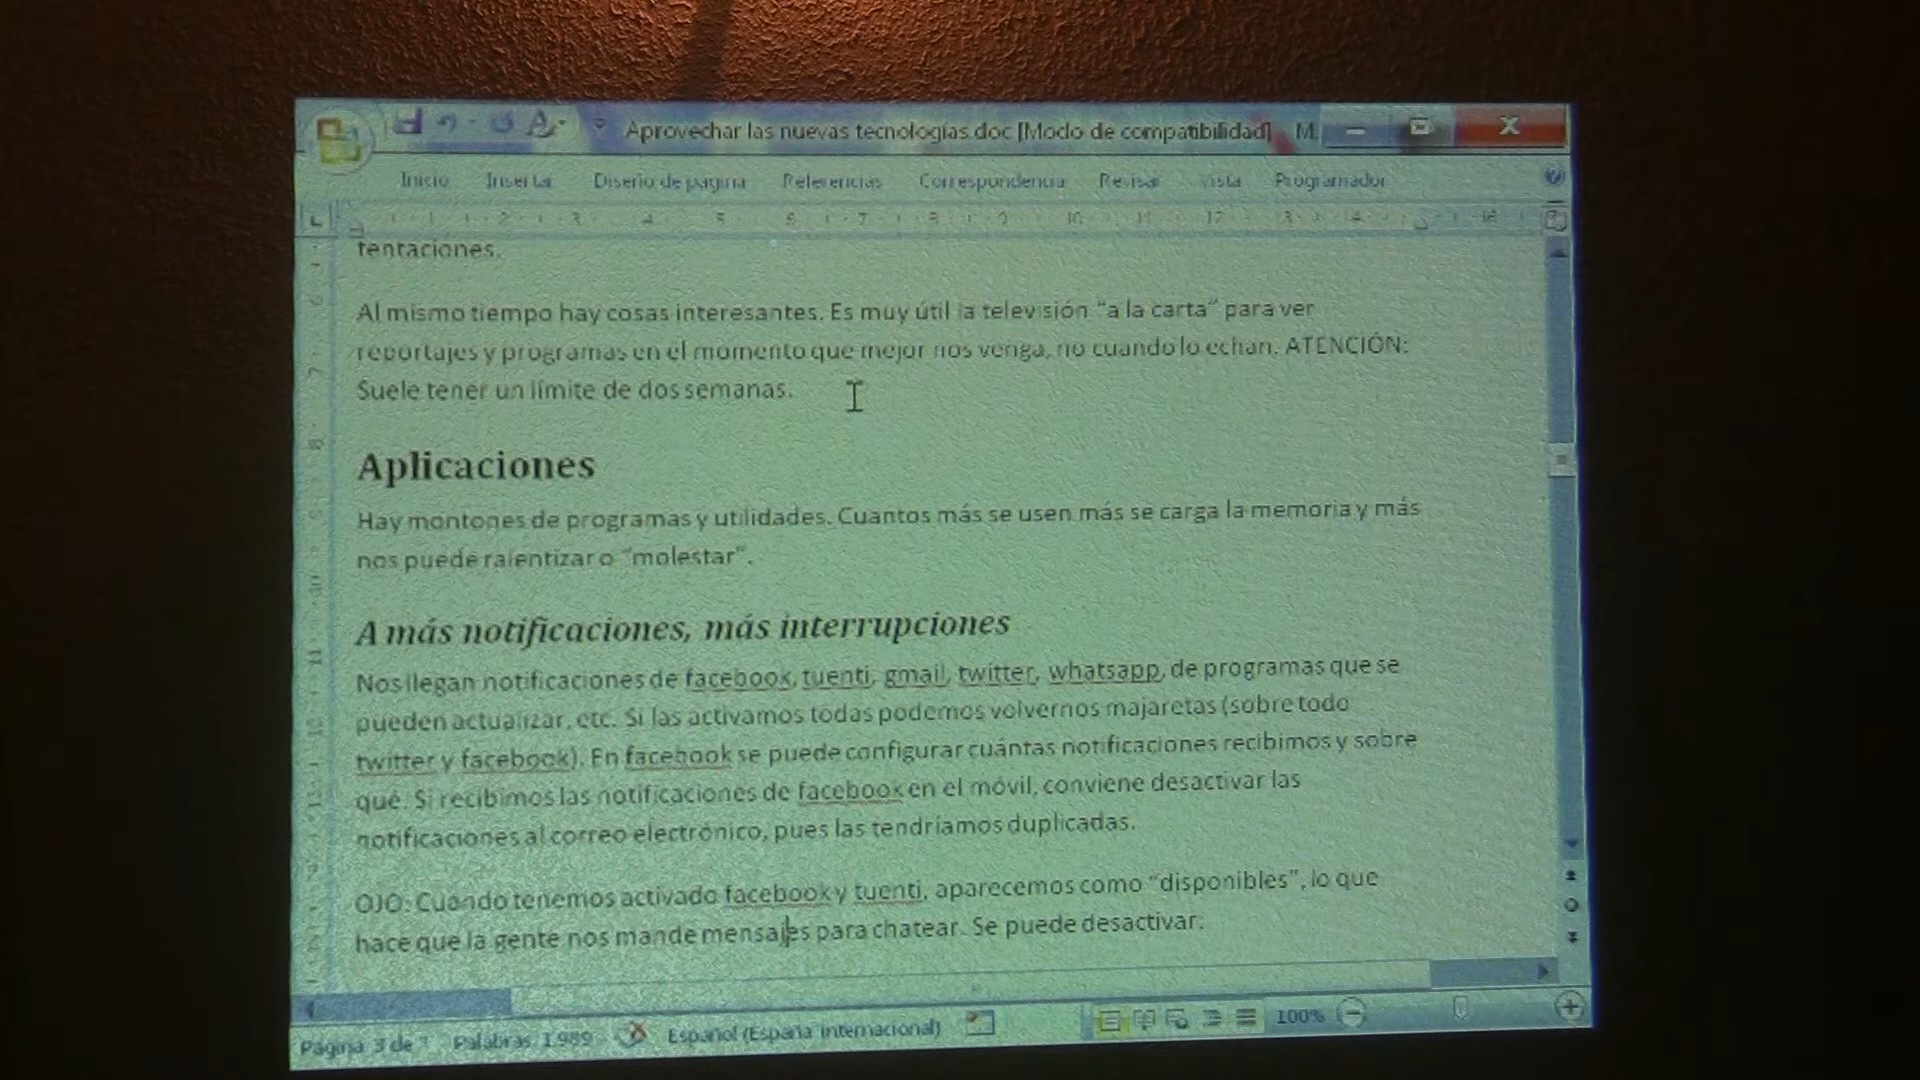 Aprovechar las nuevas tecnologías.doc [Modo de compatibilidad] M.
Inicio Insertar Diseño de página Referencias Correspondencia Revisar Vista Programador
tentaciones.
Al mismo tiempo hay cosas interesantes. Es muy útil la televisión “a la carta” para ver
reportajes y programas en el momento que mejor nos venga, no cuando lo echan. ATENCIÓN:
Suele tener un límite de dos semanas.
Aplicaciones
Hay montones de programas y utilidades. Cuantos más se usen más se carga la memoria y más
nos puede ralentizar o “molestar”.
A más notificaciones, más interrupciones
Nos llegan notificaciones de facebook, tuenti, gmail, twitter, whatsapp, de programas que se
pueden actualizar, etc. Si las activamos todas podemos volvernos majaretas (sobre todo
twitter y facebook). En facebook se puede configurar cuántas notificaciones recibimos y sobre
qué. Si recibimos las notificaciones de facebook en el móvil, conviene desactivar las
notificaciones al correo electrónico, pues las tendríamos duplicadas.
OJO: Cuando tenemos activado facebook y tuenti, aparecemos como “disponibles”, lo que
hace que la gente nos mande mensajes para chatear. Se puede desactivar.
Página: 3 de 7 Palabras: 1.989 Español (España, internacional) 100%